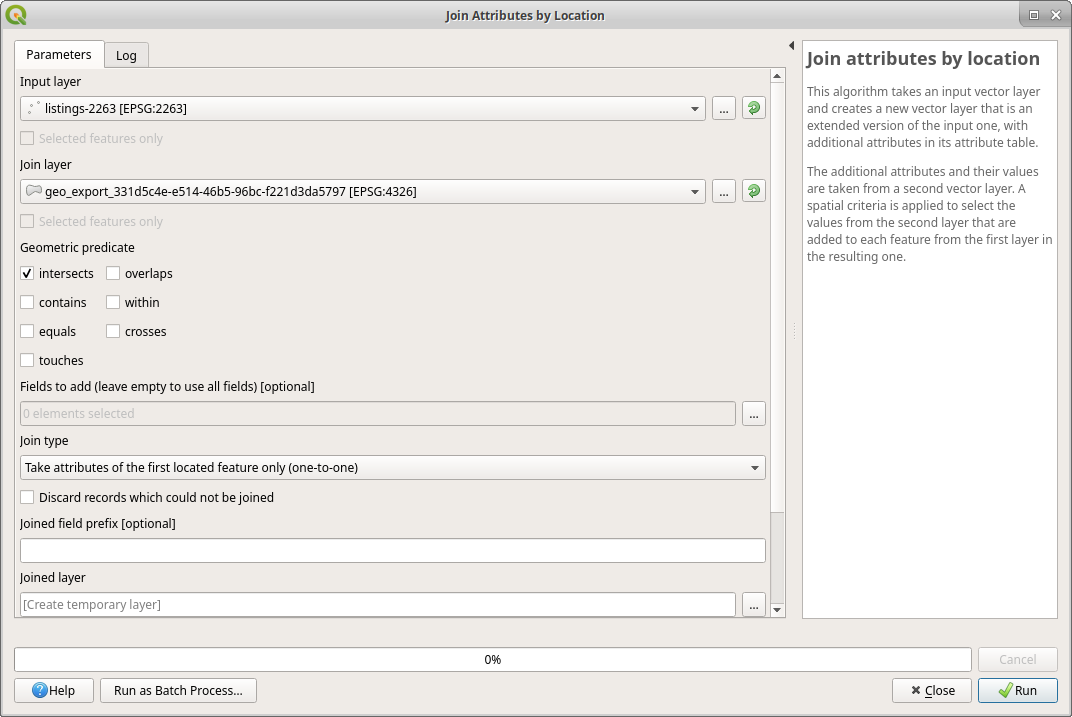 Join Attributes by Location
Parameters
Log
Input layer
listings-2263 [EPSG:2263]
...
Selected features only
Join layer
geo_export_331d5c4e-e514-46b5-96bc-f221d3da5797 [EPSG:4326]
...
Selected features only
Geometric predicate
intersects
overlaps
contains
within
equals
crosses
touches
Fields to add (leave empty to use all fields) [optional]
0 elements selected
...
Join type
Take attributes of the first located feature only (one-to-one)
Discard records which could not be joined
Joined field prefix [optional]
Joined layer
[Create temporary layer]
...
Join attributes by location
This algorithm takes an input vector layer
and creates a new vector layer that is an
extended version of the input one, with
additional attributes in its attribute table.
The additional attributes and their values
are taken from a second vector layer. A
spatial criteria is applied to select the
values from the second layer that are
added to each feature from the first layer in
the resulting one.
0%
Cancel
Help
Run as Batch Process...
Close
Run